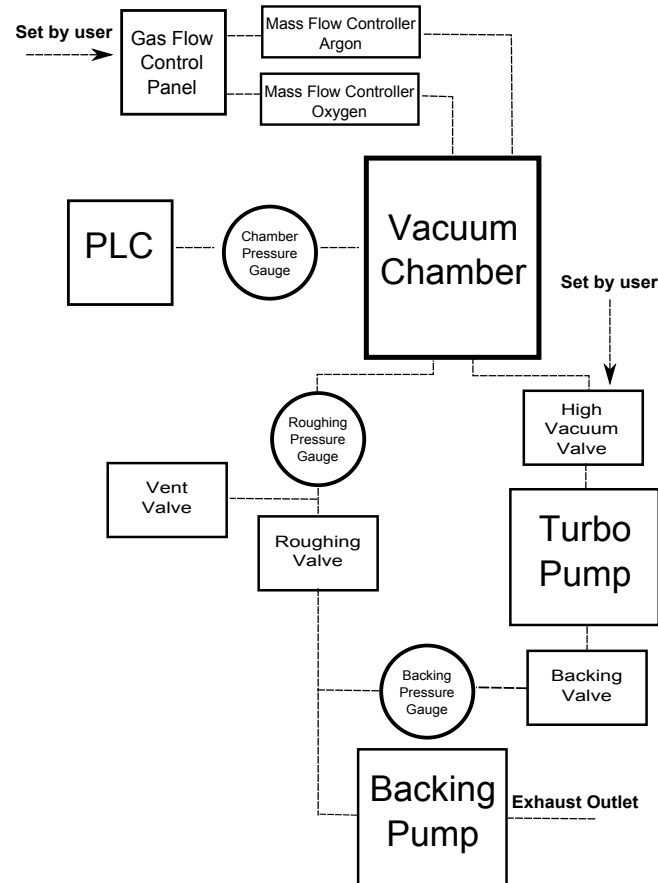 Set by user
Gas Flow
Control
Panel
Mass Flow Controller
Argon
Mass Flow Controller
Oxygen
PLC
Chamber
Pressure
Gauge
Vacuum
Chamber
Set by user
Roughing
Pressure
Gauge
High
Vacuum
Valve
Vent
Valve
Roughing
Valve
Turbo
Pump
Backing
Pressure
Gauge
Backing
Valve
Backing
Pump
Exhaust Outlet